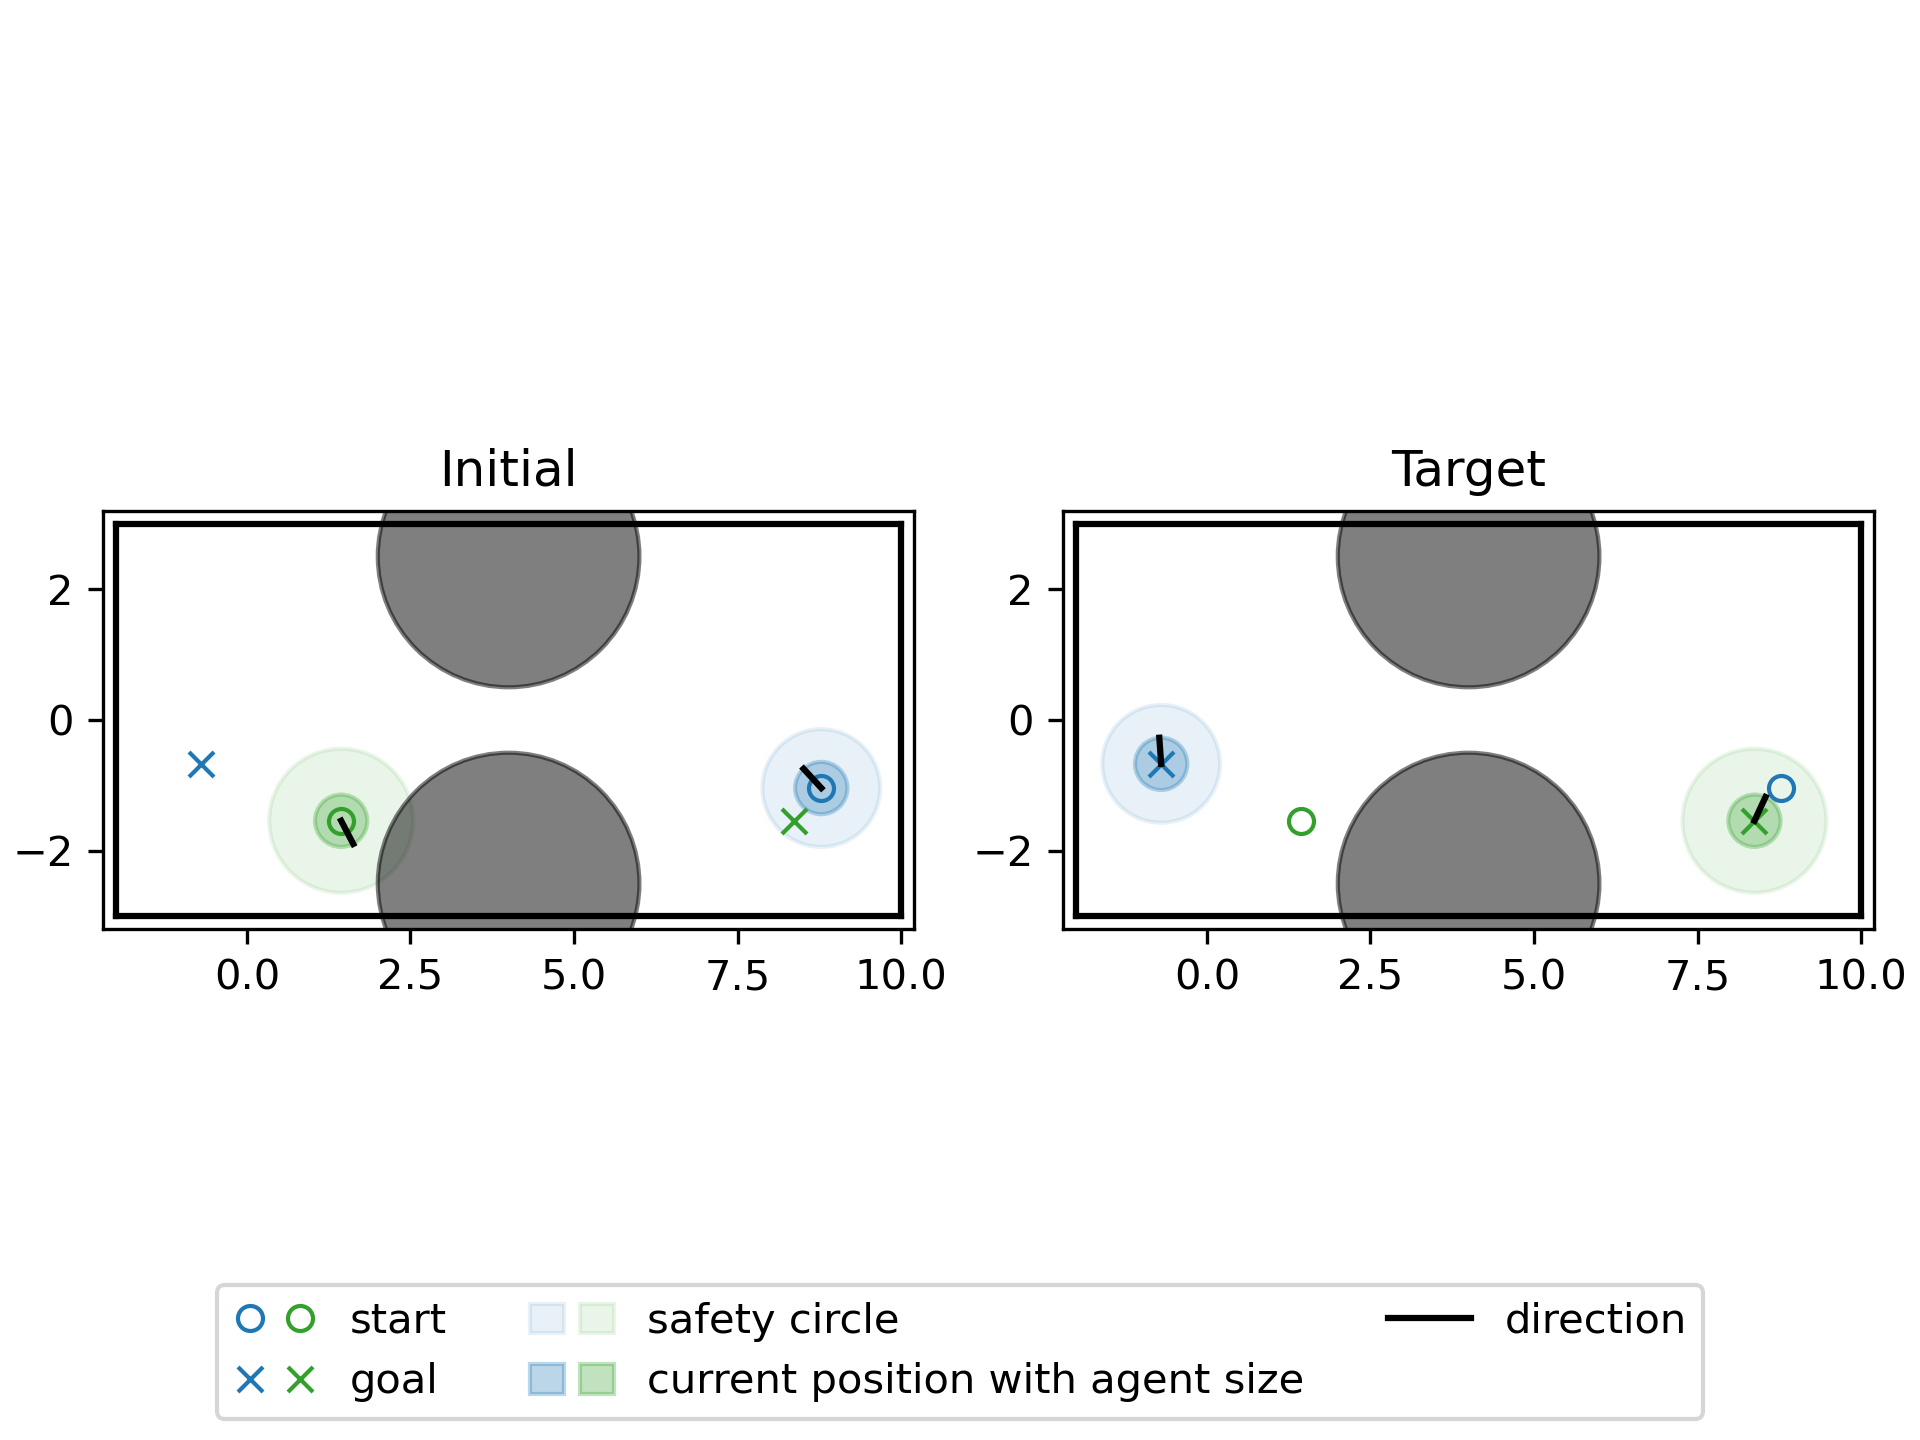 Initial
Target
2
0
−2
0.0 2.5 5.0 7.5 10.0
2
0
−2
0.0 2.5 5.0 7.5 10.0
start
goal
safety circle
current position with agent size
direction